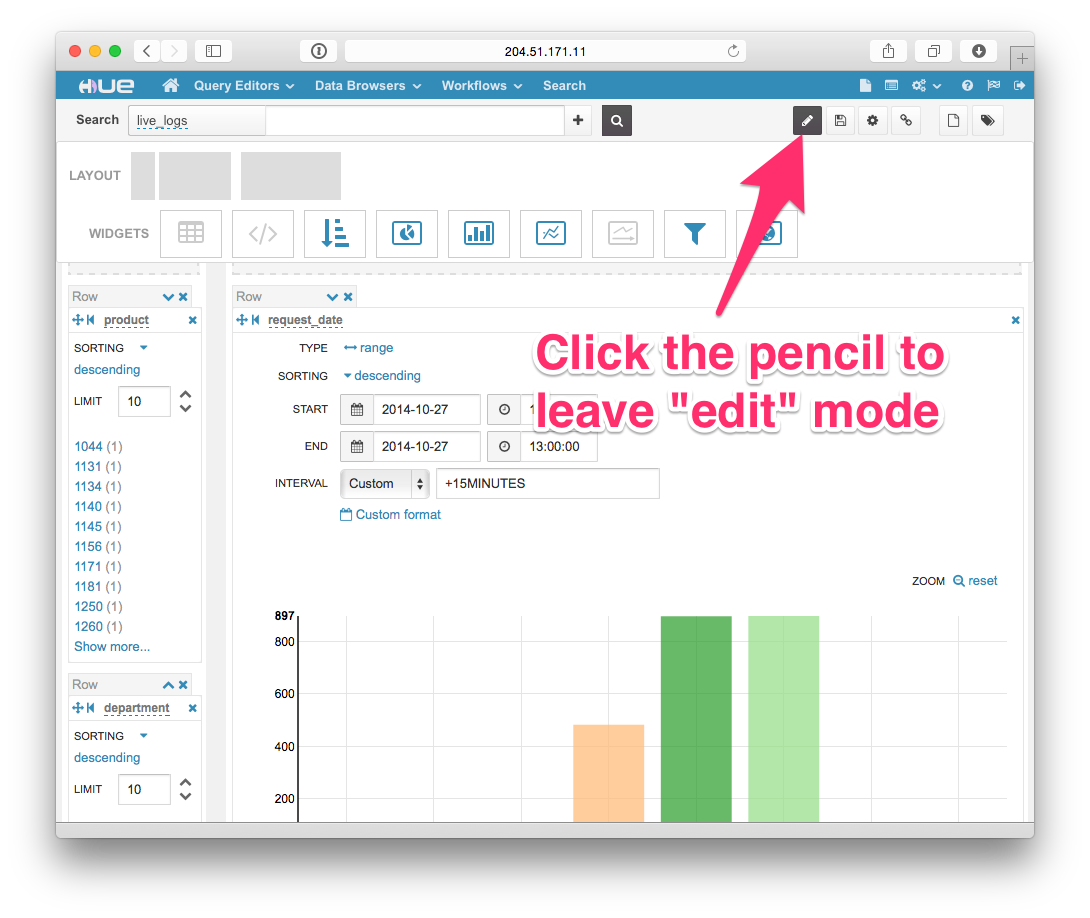 204.51.171.11
HUE Query Editors Data Browsers Workflows Search
Search live_logs
LAYOUT
WIDGETS
Row
product
SORTING
descending
LIMIT 10
1044 (1)
1131 (1)
1134 (1)
1140 (1)
1145 (1)
1156 (1)
1171 (1)
1181 (1)
1250 (1)
1260 (1)
Show more...
Row
department
SORTING
descending
LIMIT 10
Row
request_date
TYPE range
SORTING descending
START 2014-10-27
END 2014-10-27 13:00:00
INTERVAL Custom +15MINUTES
Custom format
Click the pencil to
leave "edit" mode
ZOOM reset
897
800
600
400
200